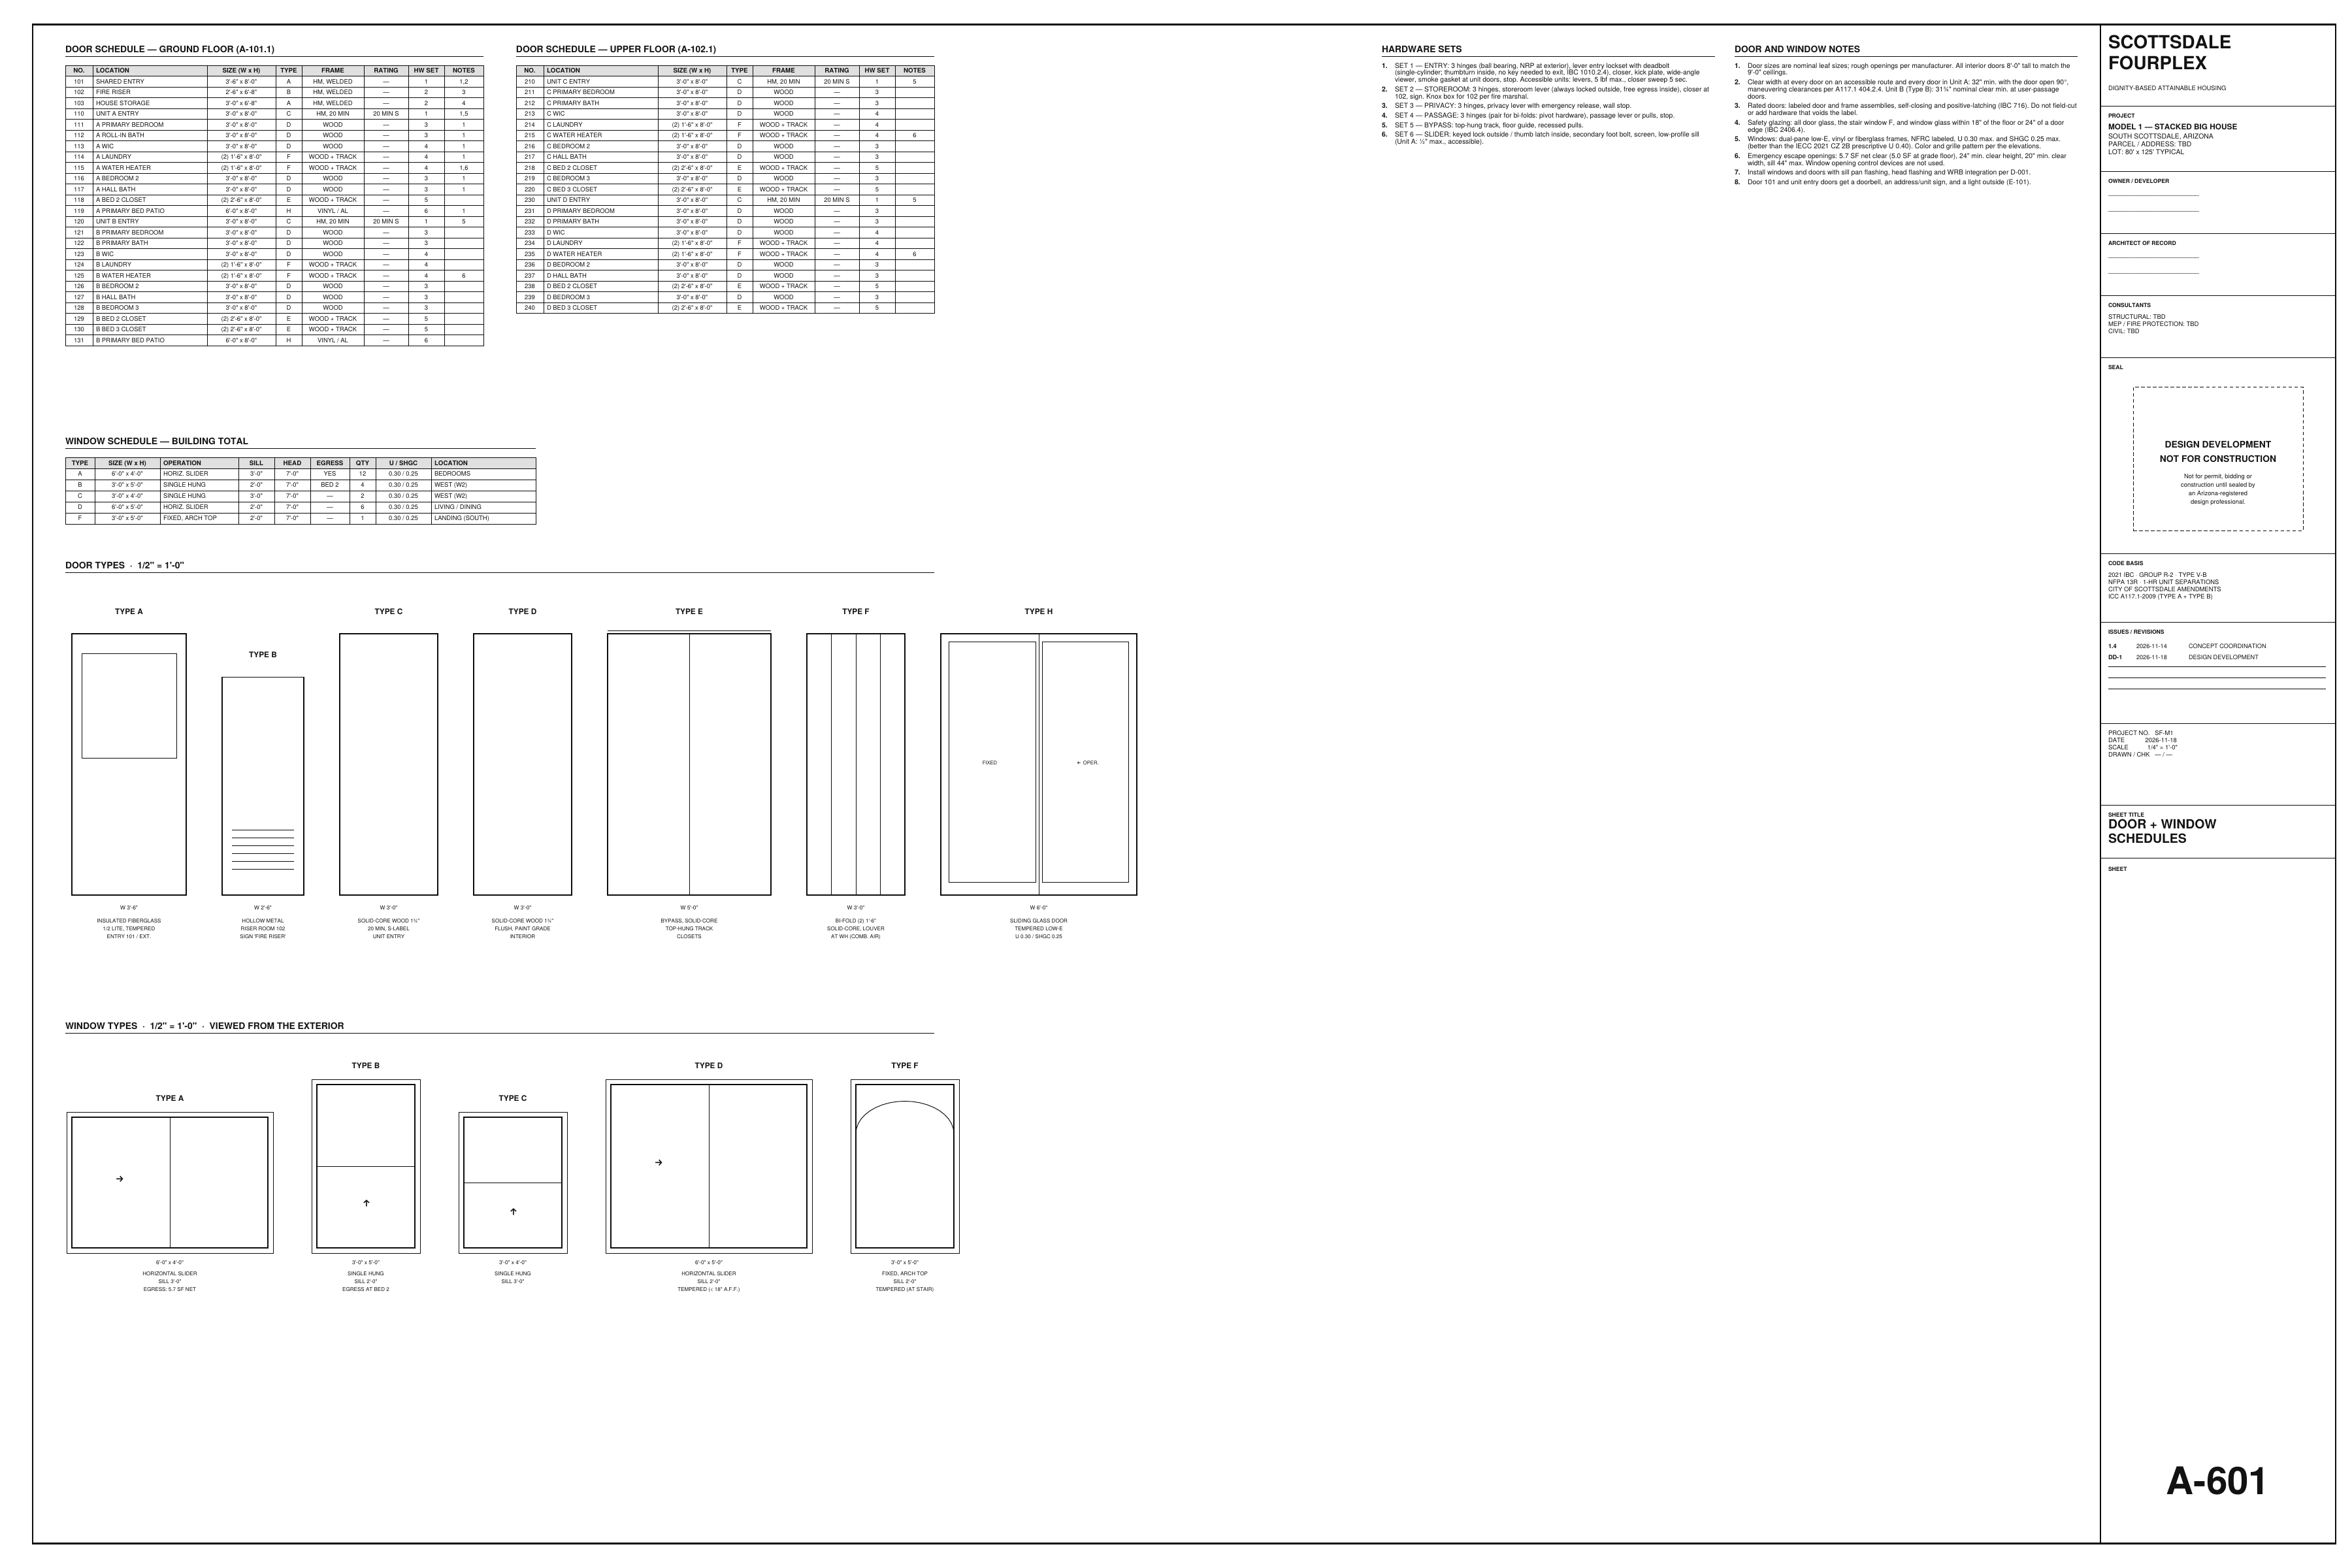 DOOR SCHEDULE — GROUND FLOOR (A-101.1)
NO. LOCATION SIZE (W x H) TYPE FRAME RATING HW SET NOTES
101 SHARED ENTRY 3'-6" x 8'-0" A HM, WELDED — 1 1,2
102 FIRE RISER 2'-6" x 6'-8" B HM, WELDED — 2 3
103 HOUSE STORAGE 3'-0" x 6'-8" A HM, WELDED — 2 4
110 UNIT A ENTRY 3'-0" x 8'-0" C HM, 20 MIN 20 MIN S 1 1,5
111 A PRIMARY BEDROOM 3'-0" x 8'-0" D WOOD — 3 1
112 A ROLL-IN BATH 3'-0" x 8'-0" D WOOD — 3 1
113 A WIC 3'-0" x 8'-0" D WOOD — 4 1
114 A LAUNDRY (2) 1'-6" x 8'-0" F WOOD + TRACK — 4 1
115 A WATER HEATER (2) 1'-6" x 8'-0" F WOOD + TRACK — 4 1,6
116 A BEDROOM 2 3'-0" x 8'-0" D WOOD — 3 1
117 A HALL BATH 3'-0" x 8'-0" D WOOD — 3 1
118 A BED 2 CLOSET (2) 2'-6" x 8'-0" E WOOD + TRACK — 5
119 A PRIMARY BED PATIO 6'-0" x 8'-0" H VINYL / AL — 6 1
120 UNIT B ENTRY 3'-0" x 8'-0" C HM, 20 MIN 20 MIN S 1 5
121 B PRIMARY BEDROOM 3'-0" x 8'-0" D WOOD — 3
122 B PRIMARY BATH 3'-0" x 8'-0" D WOOD — 3
123 B WIC 3'-0" x 8'-0" D WOOD — 4
124 B LAUNDRY (2) 1'-6" x 8'-0" F WOOD + TRACK — 4
125 B WATER HEATER (2) 1'-6" x 8'-0" F WOOD + TRACK — 4 6
126 B BEDROOM 2 3'-0" x 8'-0" D WOOD — 3
127 B HALL BATH 3'-0" x 8'-0" D WOOD — 3
128 B BEDROOM 3 3'-0" x 8'-0" D WOOD — 3
129 B BED 2 CLOSET (2) 2'-6" x 8'-0" E WOOD + TRACK — 5
130 B BED 3 CLOSET (2) 2'-6" x 8'-0" E WOOD + TRACK — 5
131 B PRIMARY BED PATIO 6'-0" x 8'-0" H VINYL / AL — 6
DOOR SCHEDULE — UPPER FLOOR (A-102.1)
NO. LOCATION SIZE (W x H) TYPE FRAME RATING HW SET NOTES
210 UNIT C ENTRY 3'-0" x 8'-0" C HM, 20 MIN 20 MIN S 1 5
211 C PRIMARY BEDROOM 3'-0" x 8'-0" D WOOD — 3
212 C PRIMARY BATH 3'-0" x 8'-0" D WOOD — 3
213 C WIC 3'-0" x 8'-0" D WOOD — 4
214 C LAUNDRY (2) 1'-6" x 8'-0" F WOOD + TRACK — 4
215 C WATER HEATER (2) 1'-6" x 8'-0" F WOOD + TRACK — 4 6
216 C BEDROOM 2 3'-0" x 8'-0" D WOOD — 3
217 C HALL BATH 3'-0" x 8'-0" D WOOD — 3
218 C BED 2 CLOSET (2) 2'-6" x 8'-0" E WOOD + TRACK — 5
219 C BEDROOM 3 3'-0" x 8'-0" D WOOD — 3
220 C BED 3 CLOSET (2) 2'-6" x 8'-0" E WOOD + TRACK — 5
230 UNIT D ENTRY 3'-0" x 8'-0" C HM, 20 MIN 20 MIN S 1 5
231 D PRIMARY BEDROOM 3'-0" x 8'-0" D WOOD — 3
232 D PRIMARY BATH 3'-0" x 8'-0" D WOOD — 3
233 D WIC 3'-0" x 8'-0" D WOOD — 4
234 D LAUNDRY (2) 1'-6" x 8'-0" F WOOD + TRACK — 4
235 D WATER HEATER (2) 1'-6" x 8'-0" F WOOD + TRACK — 4 6
236 D BEDROOM 2 3'-0" x 8'-0" D WOOD — 3
237 D HALL BATH 3'-0" x 8'-0" D WOOD — 3
238 D BED 2 CLOSET (2) 2'-6" x 8'-0" E WOOD + TRACK — 5
239 D BEDROOM 3 3'-0" x 8'-0" D WOOD — 3
240 D BED 3 CLOSET (2) 2'-6" x 8'-0" E WOOD + TRACK — 5
HARDWARE SETS
1. SET 1 — ENTRY: 3 hinges (ball bearing, NRP at exterior), lever entry lockset with deadbolt
(single-cylinder; thumbturn inside, no key needed to exit, IBC 1010.2.4), closer, kick plate, wide-angle
viewer, smoke gasket at unit doors, stop. Accessible units: levers, 5 lbf max., closer sweep 5 sec.
2. SET 2 — STOREROOM: 3 hinges, storeroom lever (always locked outside, free egress inside), closer at
102, sign. Knox box for 102 per fire marshal.
3. SET 3 — PRIVACY: 3 hinges, privacy lever with emergency release, wall stop.
4. SET 4 — PASSAGE: 3 hinges (pair for bi-folds: pivot hardware), passage lever or pulls, stop.
5. SET 5 — BYPASS: top-hung track, floor guide, recessed pulls.
6. SET 6 — SLIDER: keyed lock outside / thumb latch inside, secondary foot bolt, screen, low-profile sill
(Unit A: ½" max., accessible).
DOOR AND WINDOW NOTES
1. Door sizes are nominal leaf sizes; rough openings per manufacturer. All interior doors 8'-0" tall to match the
9'-0" ceilings.
2. Clear width at every door on an accessible route and every door in Unit A: 32" min. with the door open 90°,
maneuvering clearances per A117.1 404.2.4. Unit B (Type B): 31¾" nominal clear min. at user-passage
doors.
3. Rated doors: labeled door and frame assemblies, self-closing and positive-latching (IBC 716). Do not field-cut
or add hardware that voids the label.
4. Safety glazing: all door glass, the stair window F, and window glass within 18" of the floor or 24" of a door
edge (IBC 2406.4).
5. Windows: dual-pane low-E, vinyl or fiberglass frames, NFRC labeled, U 0.30 max. and SHGC 0.25 max.
(better than the IECC 2021 CZ 2B prescriptive U 0.40). Color and grille pattern per the elevations.
6. Emergency escape openings: 5.7 SF net clear (5.0 SF at grade floor), 24" min. clear height, 20" min. clear
width, sill 44" max. Window opening control devices are not used.
7. Install windows and doors with sill pan flashing, head flashing and WRB integration per D-001.
8. Door 101 and unit entry doors get a doorbell, an address/unit sign, and a light outside (E-101).
WINDOW SCHEDULE — BUILDING TOTAL
TYPE SIZE (W x H) OPERATION SILL HEAD EGRESS QTY U / SHGC LOCATION
A 6'-0" x 4'-0" HORIZ. SLIDER 3'-0" 7'-0" YES 12 0.30 / 0.25 BEDROOMS
B 3'-0" x 5'-0" SINGLE HUNG 2'-0" 7'-0" BED 2 4 0.30 / 0.25 WEST (W2)
C 3'-0" x 4'-0" SINGLE HUNG 3'-0" 7'-0" — 2 0.30 / 0.25 WEST (W2)
D 6'-0" x 5'-0" HORIZ. SLIDER 2'-0" 7'-0" — 6 0.30 / 0.25 LIVING / DINING
F 3'-0" x 5'-0" FIXED, ARCH TOP 2'-0" 7'-0" — 1 0.30 / 0.25 LANDING (SOUTH)
DOOR TYPES · 1/2" = 1'-0"
TYPE A
W 3'-6"
INSULATED FIBERGLASS
1/2 LITE, TEMPERED
ENTRY 101 / EXT.
TYPE B
W 2'-6"
HOLLOW METAL
RISER ROOM 102
SIGN 'FIRE RISER'
TYPE C
W 3'-0"
SOLID-CORE WOOD 1¾"
20 MIN, S-LABEL
UNIT ENTRY
TYPE D
W 3'-0"
SOLID-CORE WOOD 1¾"
FLUSH, PAINT GRADE
INTERIOR
TYPE E
W 5'-0"
BYPASS, SOLID-CORE
TOP-HUNG TRACK
CLOSETS
TYPE F
W 3'-0"
BI-FOLD (2) 1'-6"
SOLID-CORE, LOUVER
AT WH (COMB. AIR)
TYPE H
FIXED
← OPER.
W 6'-0"
SLIDING GLASS DOOR
TEMPERED LOW-E
U 0.30 / SHGC 0.25
WINDOW TYPES · 1/2" = 1'-0" · VIEWED FROM THE EXTERIOR
TYPE A
6'-0" x 4'-0"
HORIZONTAL SLIDER
SILL 3'-0"
EGRESS: 5.7 SF NET
TYPE B
3'-0" x 5'-0"
SINGLE HUNG
SILL 2'-0"
EGRESS AT BED 2
TYPE C
3'-0" x 4'-0"
SINGLE HUNG
SILL 3'-0"
TYPE D
6'-0" x 5'-0"
HORIZONTAL SLIDER
SILL 2'-0"
TEMPERED (< 18" A.F.F.)
TYPE F
3'-0" x 5'-0"
FIXED, ARCH TOP
SILL 2'-0"
TEMPERED (AT STAIR)
SCOTTSDALE
FOURPLEX
DIGNITY-BASED ATTAINABLE HOUSING
PROJECT
MODEL 1 — STACKED BIG HOUSE
SOUTH SCOTTSDALE, ARIZONA
PARCEL / ADDRESS: TBD
LOT: 80' x 125' TYPICAL
OWNER / DEVELOPER
ARCHITECT OF RECORD
CONSULTANTS
STRUCTURAL: TBD
MEP / FIRE PROTECTION: TBD
CIVIL: TBD
SEAL
DESIGN DEVELOPMENT
NOT FOR CONSTRUCTION
Not for permit, bidding or
construction until sealed by
an Arizona-registered
design professional.
CODE BASIS
2021 IBC · GROUP R-2 · TYPE V-B
NFPA 13R · 1-HR UNIT SEPARATIONS
CITY OF SCOTTSDALE AMENDMENTS
ICC A117.1-2009 (TYPE A + TYPE B)
ISSUES / REVISIONS
1.4 2026-11-14 CONCEPT COORDINATION
DD-1 2026-11-18 DESIGN DEVELOPMENT
PROJECT NO. SF-M1
DATE 2026-11-18
SCALE 1/4" = 1'-0"
DRAWN / CHK — / —
SHEET TITLE
DOOR + WINDOW
SCHEDULES
SHEET
A-601